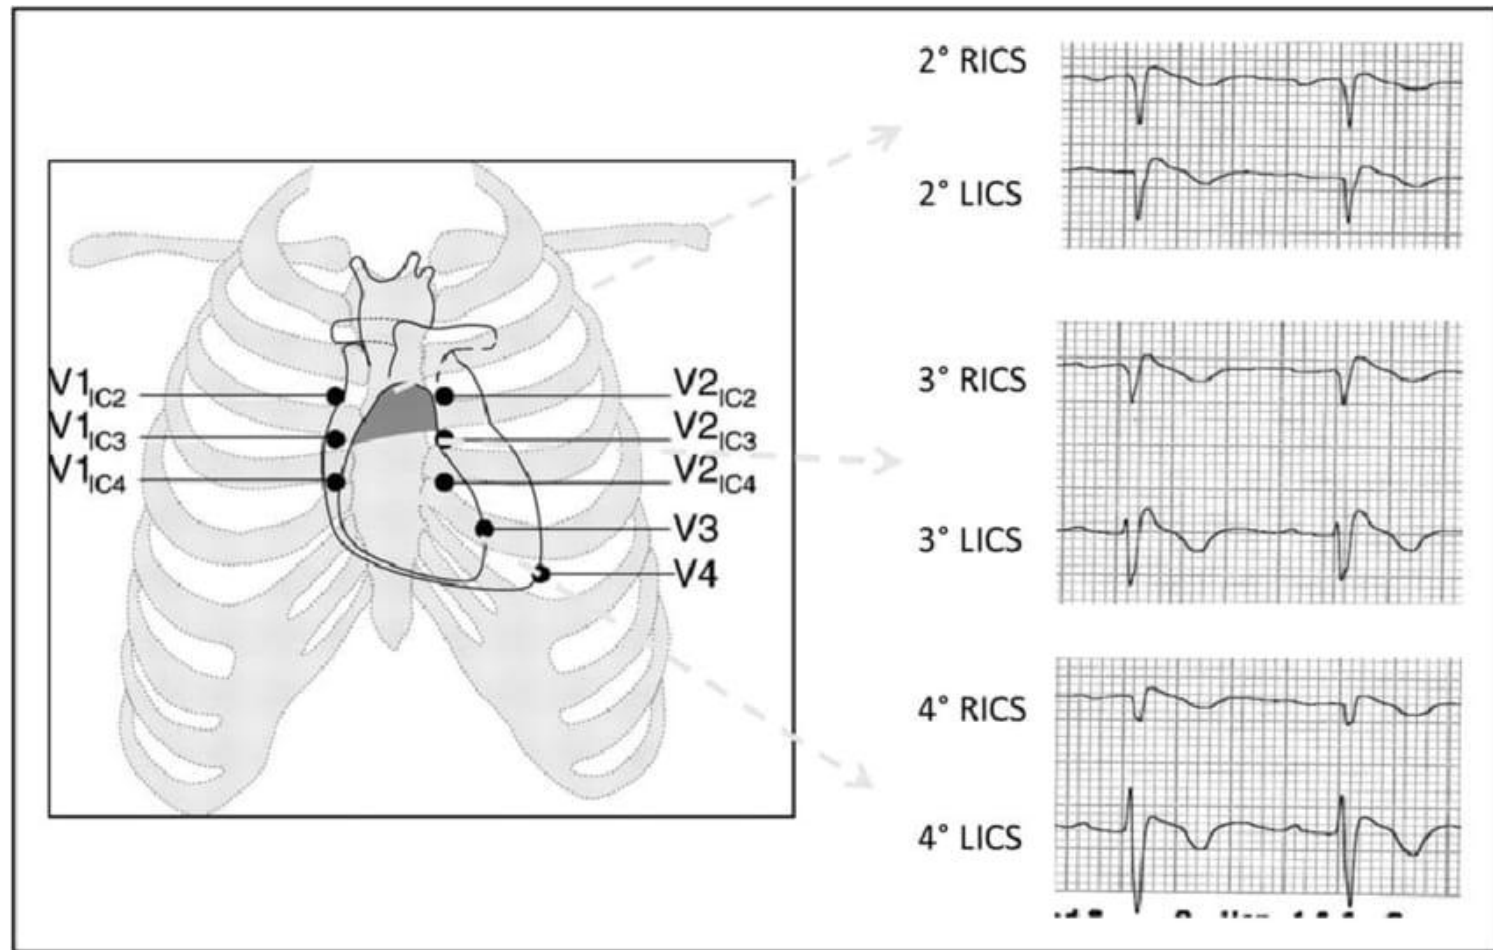 V1IC2
V1IC3
V1IC4
V2IC2
V2IC3
V2IC4
V3
V4
2° RICS
2° LICS
3° RICS
3° LICS
4° RICS
4° LICS